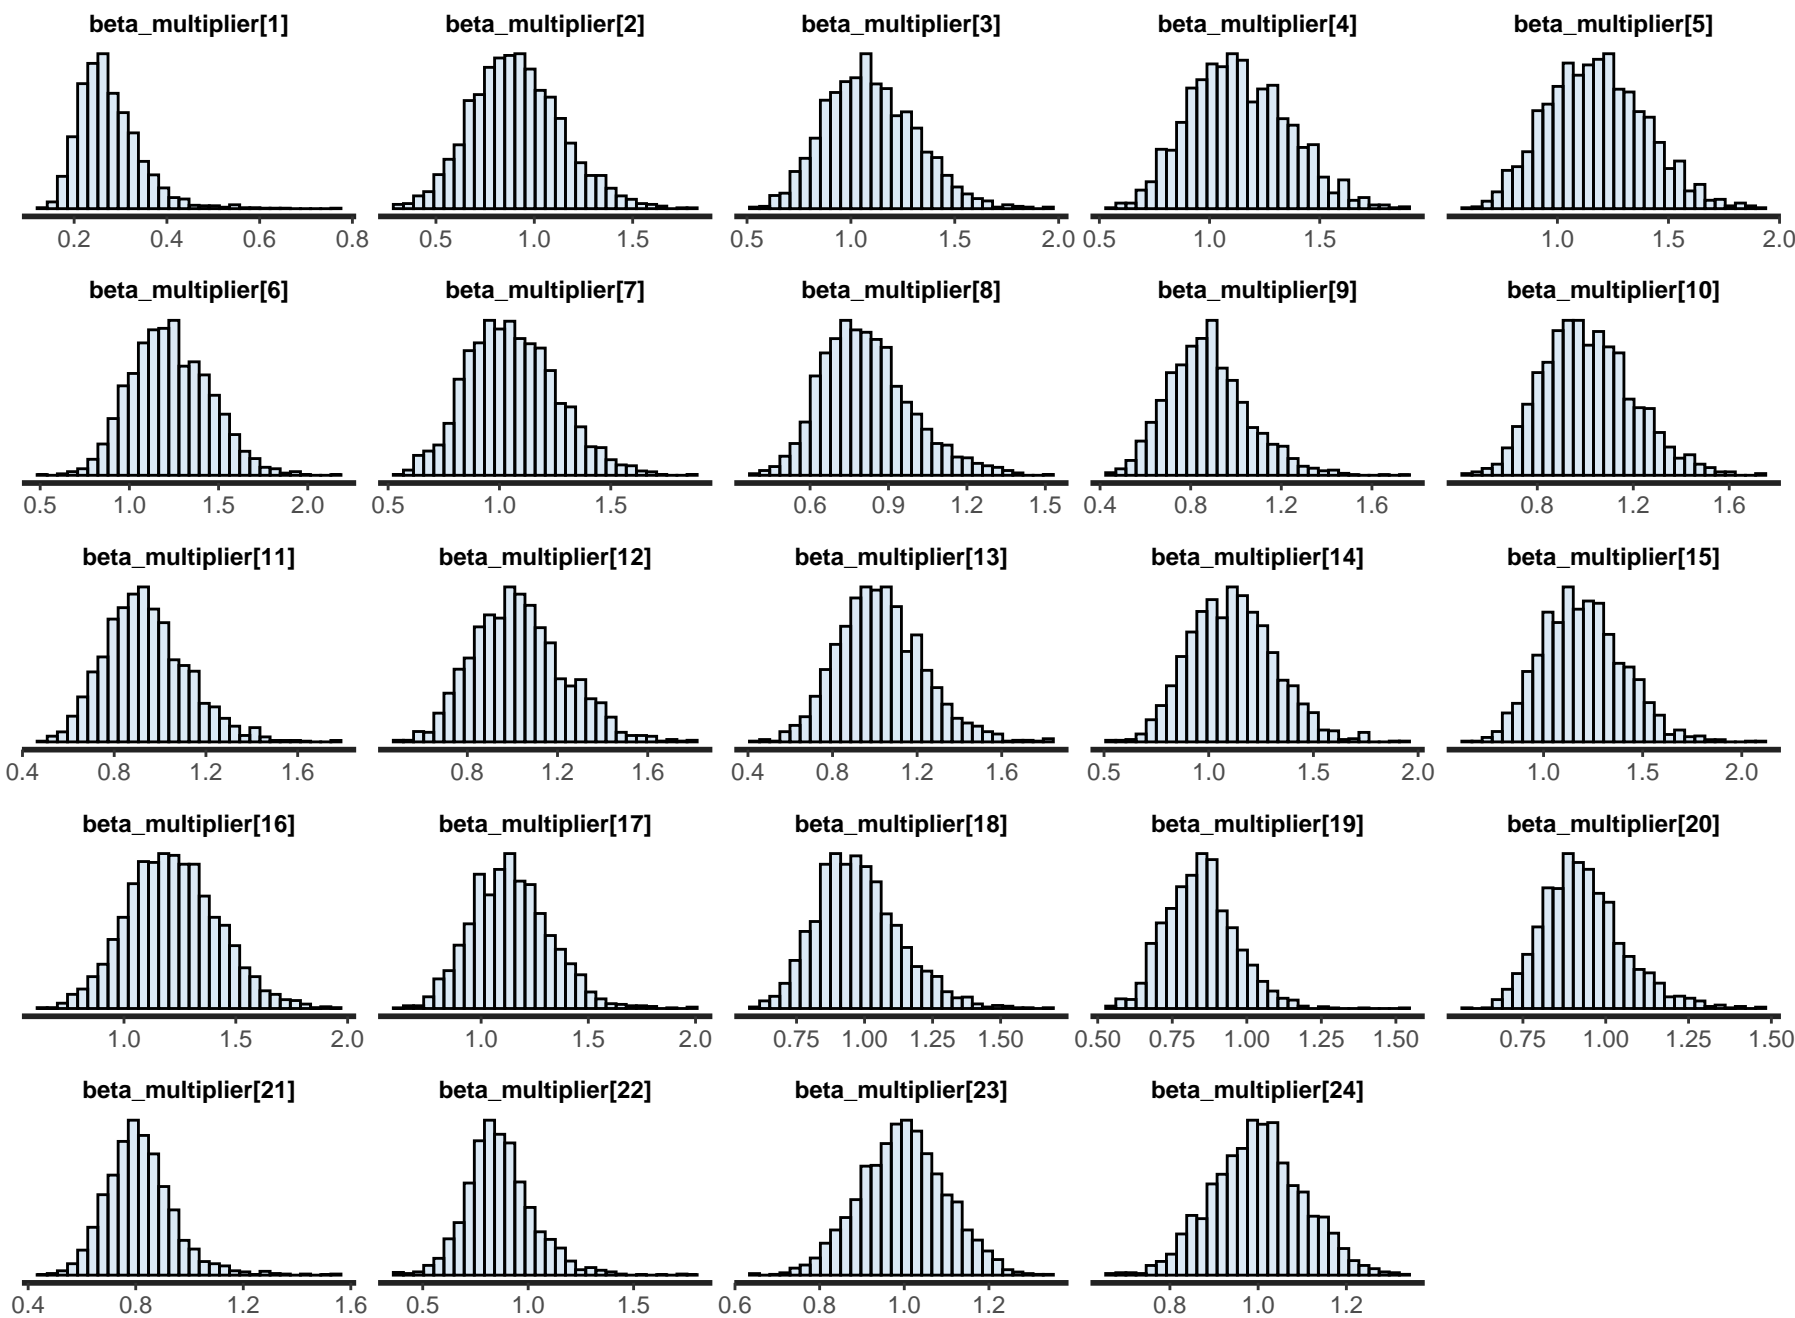 beta_multiplier[1] beta_multiplier[2] beta_multiplier[3] beta_multiplier[4] beta_multiplier[5]
0.2 0.4 0.6 0.8 0.5 1.0 1.5 0.5 1.0 1.5 2.0 0.5 1.0 1.5 1.0 1.5 2.0
beta_multiplier[6] beta_multiplier[7] beta_multiplier[8] beta_multiplier[9] beta_multiplier[10]
0.5 1.0 1.5 2.0 0.5 1.0 1.5 0.6 0.9 1.2 1.5 0.4 0.8 1.2 1.6 0.8 1.2 1.6
beta_multiplier[11] beta_multiplier[12] beta_multiplier[13] beta_multiplier[14] beta_multiplier[15]
0.4 0.8 1.2 1.6 0.8 1.2 1.6 0.4 0.8 1.2 1.6 0.5 1.0 1.5 2.0 1.0 1.5 2.0
beta_multiplier[16] beta_multiplier[17] beta_multiplier[18] beta_multiplier[19] beta_multiplier[20]
1.0 1.5 2.0 1.0 1.5 2.0 0.75 1.00 1.25 1.50 0.50 0.75 1.00 1.25 1.50 0.75 1.00 1.25 1.50
beta_multiplier[21] beta_multiplier[22] beta_multiplier[23] beta_multiplier[24]
0.4 0.8 1.2 1.6 0.5 1.0 1.5 0.6 0.8 1.0 1.2 0.8 1.0 1.2